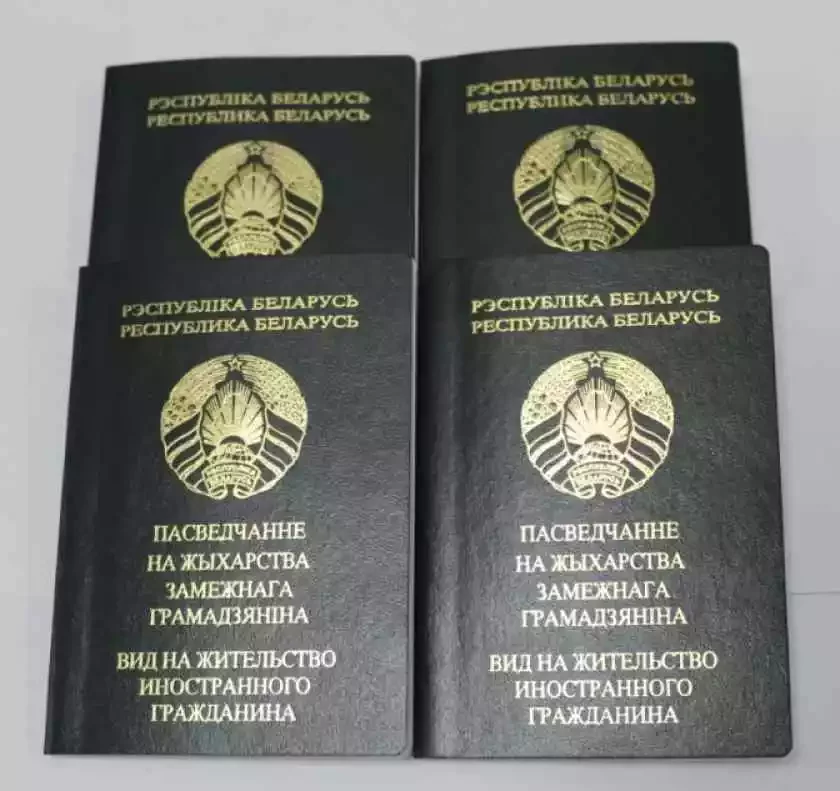 РЭСПУБЛІКА БЕЛАРУСЬ
РЕСПУБЛИКА БЕЛАРУСЬ
РЭСПУБЛІКА БЕЛАРУСЬ
РЕСПУБЛИКА БЕЛАРУСЬ
РЭСПУБЛІКА БЕЛАРУСЬ
РЕСПУБЛИКА БЕЛАРУСЬ
ПАСВЕДЧАННЕ
НА ЖЫХАРСТВА
ЗАМЕЖНАГА
ГРАМАДЗЯНІНА
ВИД НА ЖИТЕЛЬСТВО
ИНОСТРАННОГО
ГРАЖДАНИНА
РЭСПУБЛІКА БЕЛАРУСЬ
РЕСПУБЛИКА БЕЛАРУСЬ
ПАСВЕДЧАННЕ
НА ЖЫХАРСТВА
ЗАМЕЖНАГА
ГРАМАДЗЯНІНА
ВИД НА ЖИТЕЛЬСТВО
ИНОСТРАННОГО
ГРАЖДАНИНА